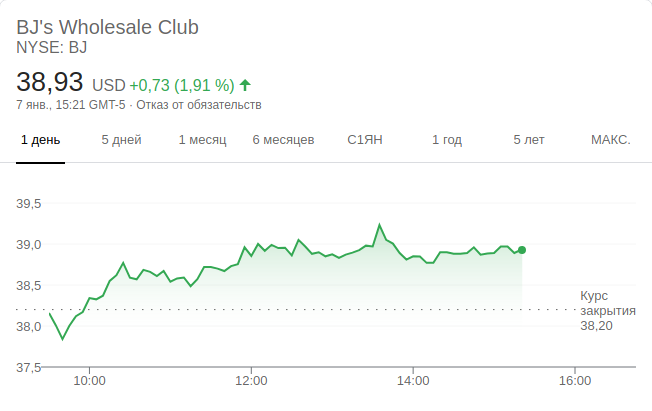 BJ's Wholesale Club
NYSE: BJ
38,93 USD +0,73 (1,91 %)
7 янв., 15:21 GMT-5 · Отказ от обязательств
1 день 5 дней 1 месяц 6 месяцев С1ЯН 1 год 5 лет МАКС.
39,5
39,0
38,5
38,0
37,5
Курс
закрытия
38,20
10:00 12:00 14:00 16:00